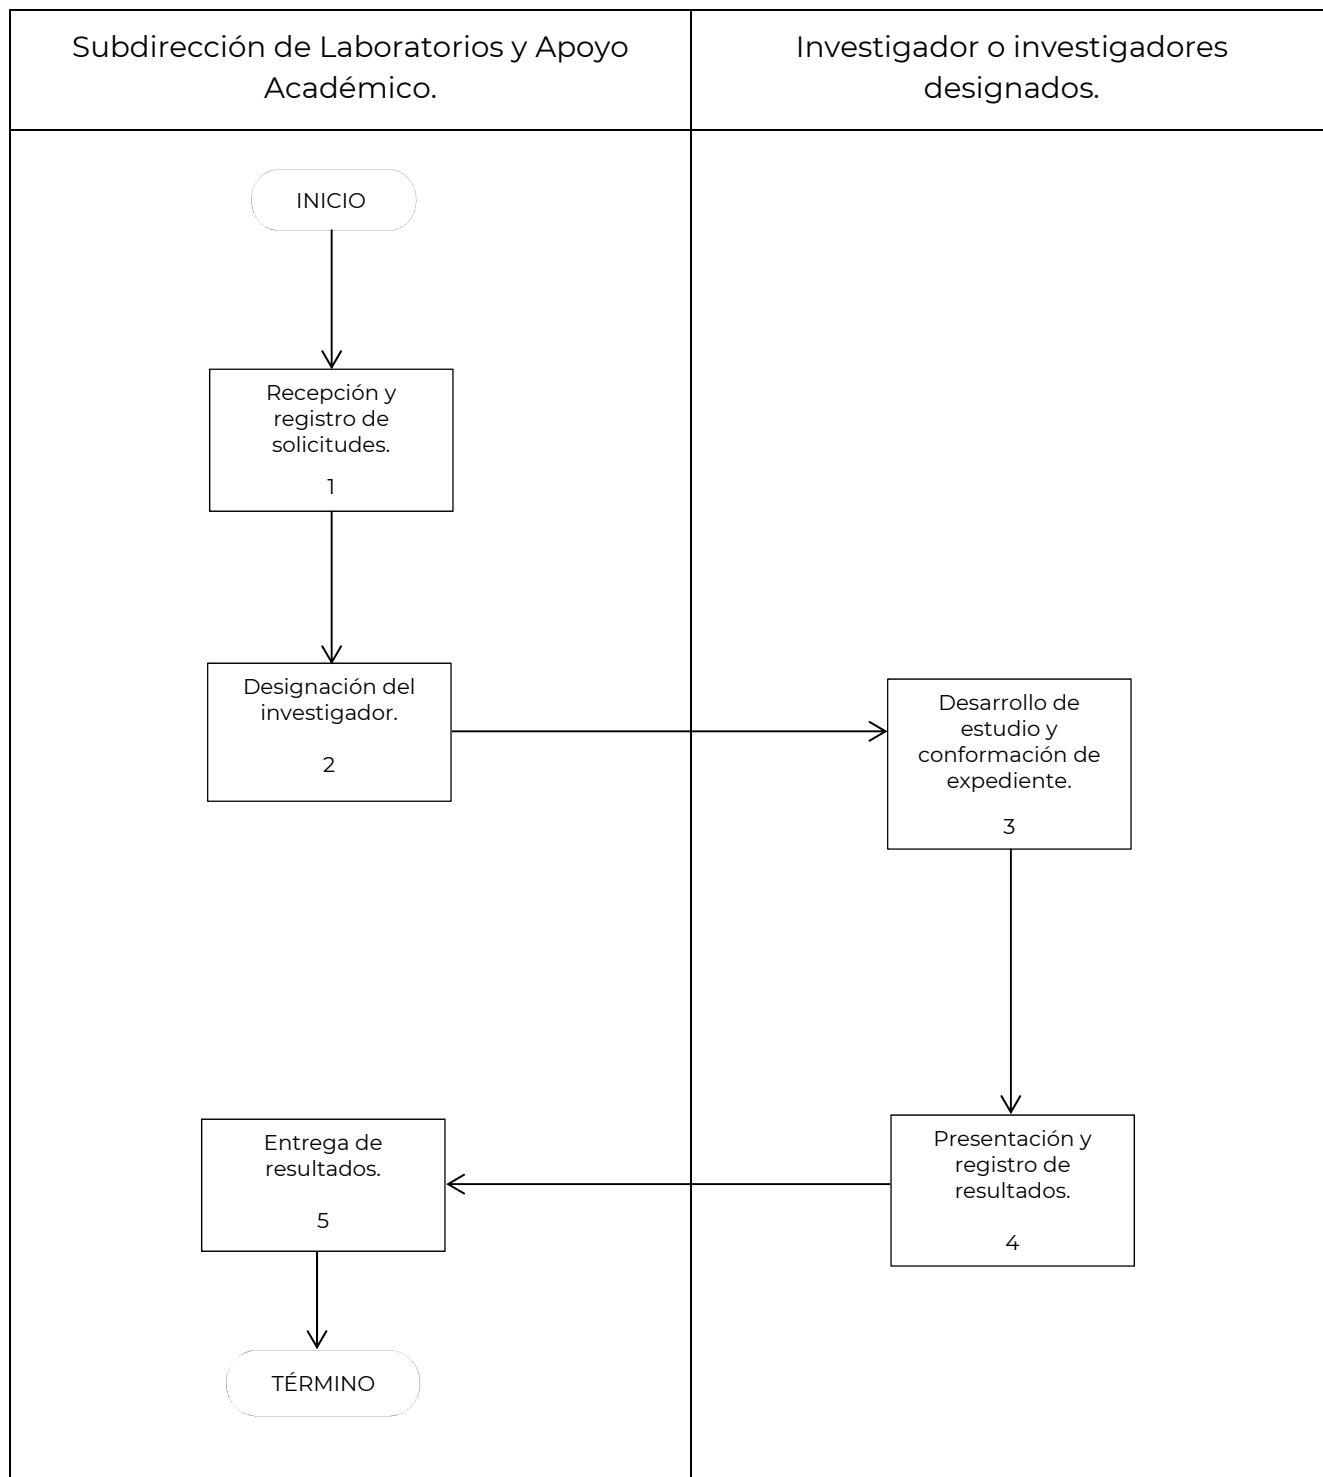 Subdirección de Laboratorios y Apoyo
Académico.
Investigador o investigadores
designados.
INICIO
Recepción y
registro de
solicitudes.
1
Designación del
investigador.
2
Desarrollo de
estudio y
conformación de
expediente.
3
Presentación y
registro de
resultados.
4
Entrega de
resultados.
5
TÉRMINO